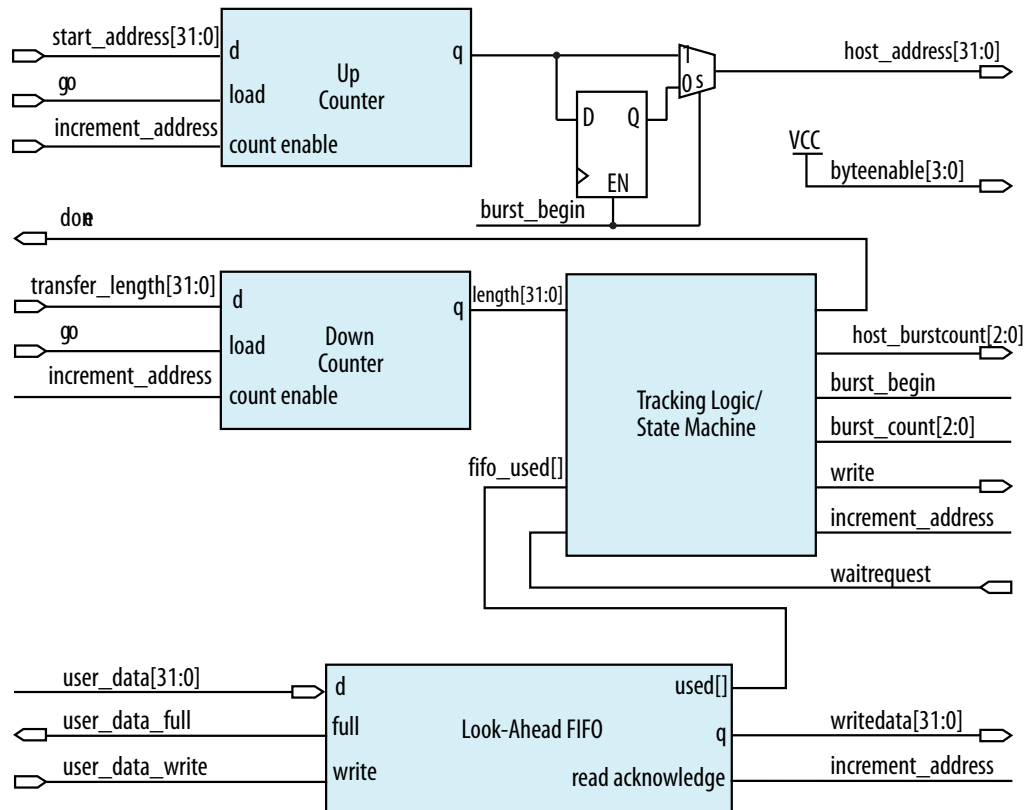 start_address[31:0]
go
increment_address
d
load
count enable
q
Up
Counter
1
0
s
D
Q
EN
burst_begin
host_address[31:0]
VCC
byteenable[3:0]
done
transfer_length[31:0]
go
increment_address
d
load
count enable
q
Down
Counter
length[31:0]
Tracking Logic/
State Machine
fifo_used[]
host_burstcount[2:0]
burst_begin
burst_count[2:0]
write
increment_address
waitrequest
user_data[31:0]
user_data_full
user_data_write
d
full
write
Look-Ahead FIFO
used[]
q
read acknowledge
writedata[31:0]
increment_address